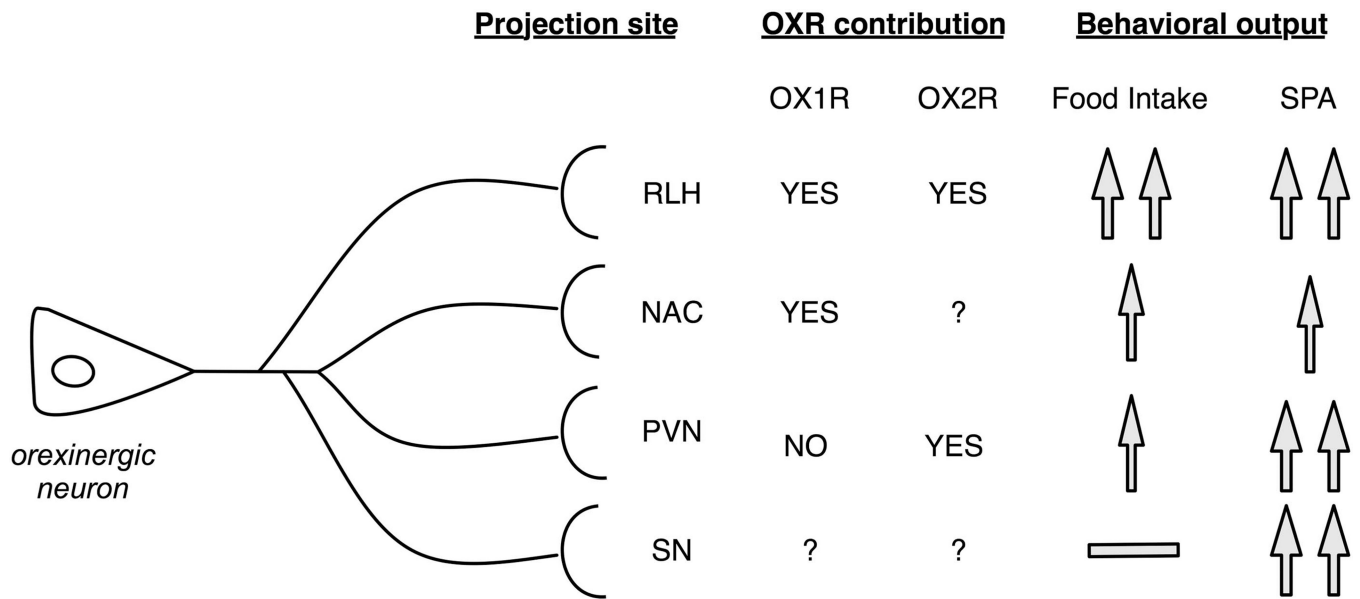 Projection site OXR contribution Behavioral output
OX1R OX2R Food Intake SPA
RLH YES YES
NAC YES ?
PVN NO YES
orexinergic
neuron
SN ? ?